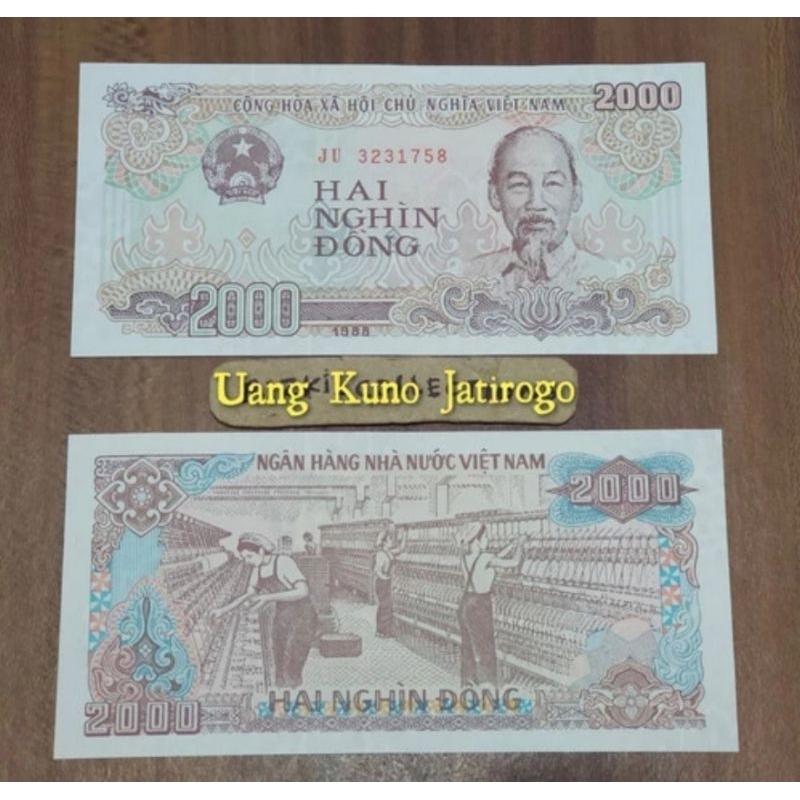 CỘNG HÒA XÃ HỘI CHỦ NGHĨA VIỆT NAM
2000
JU 3231758
HAI
NGHÌN
ĐỒNG
2000
1988
Uang Kuno Jatirogo
NGÂN HÀNG NHÀ NƯỚC VIỆT NAM
2000
HAI NGHÌN ĐỒNG
2000